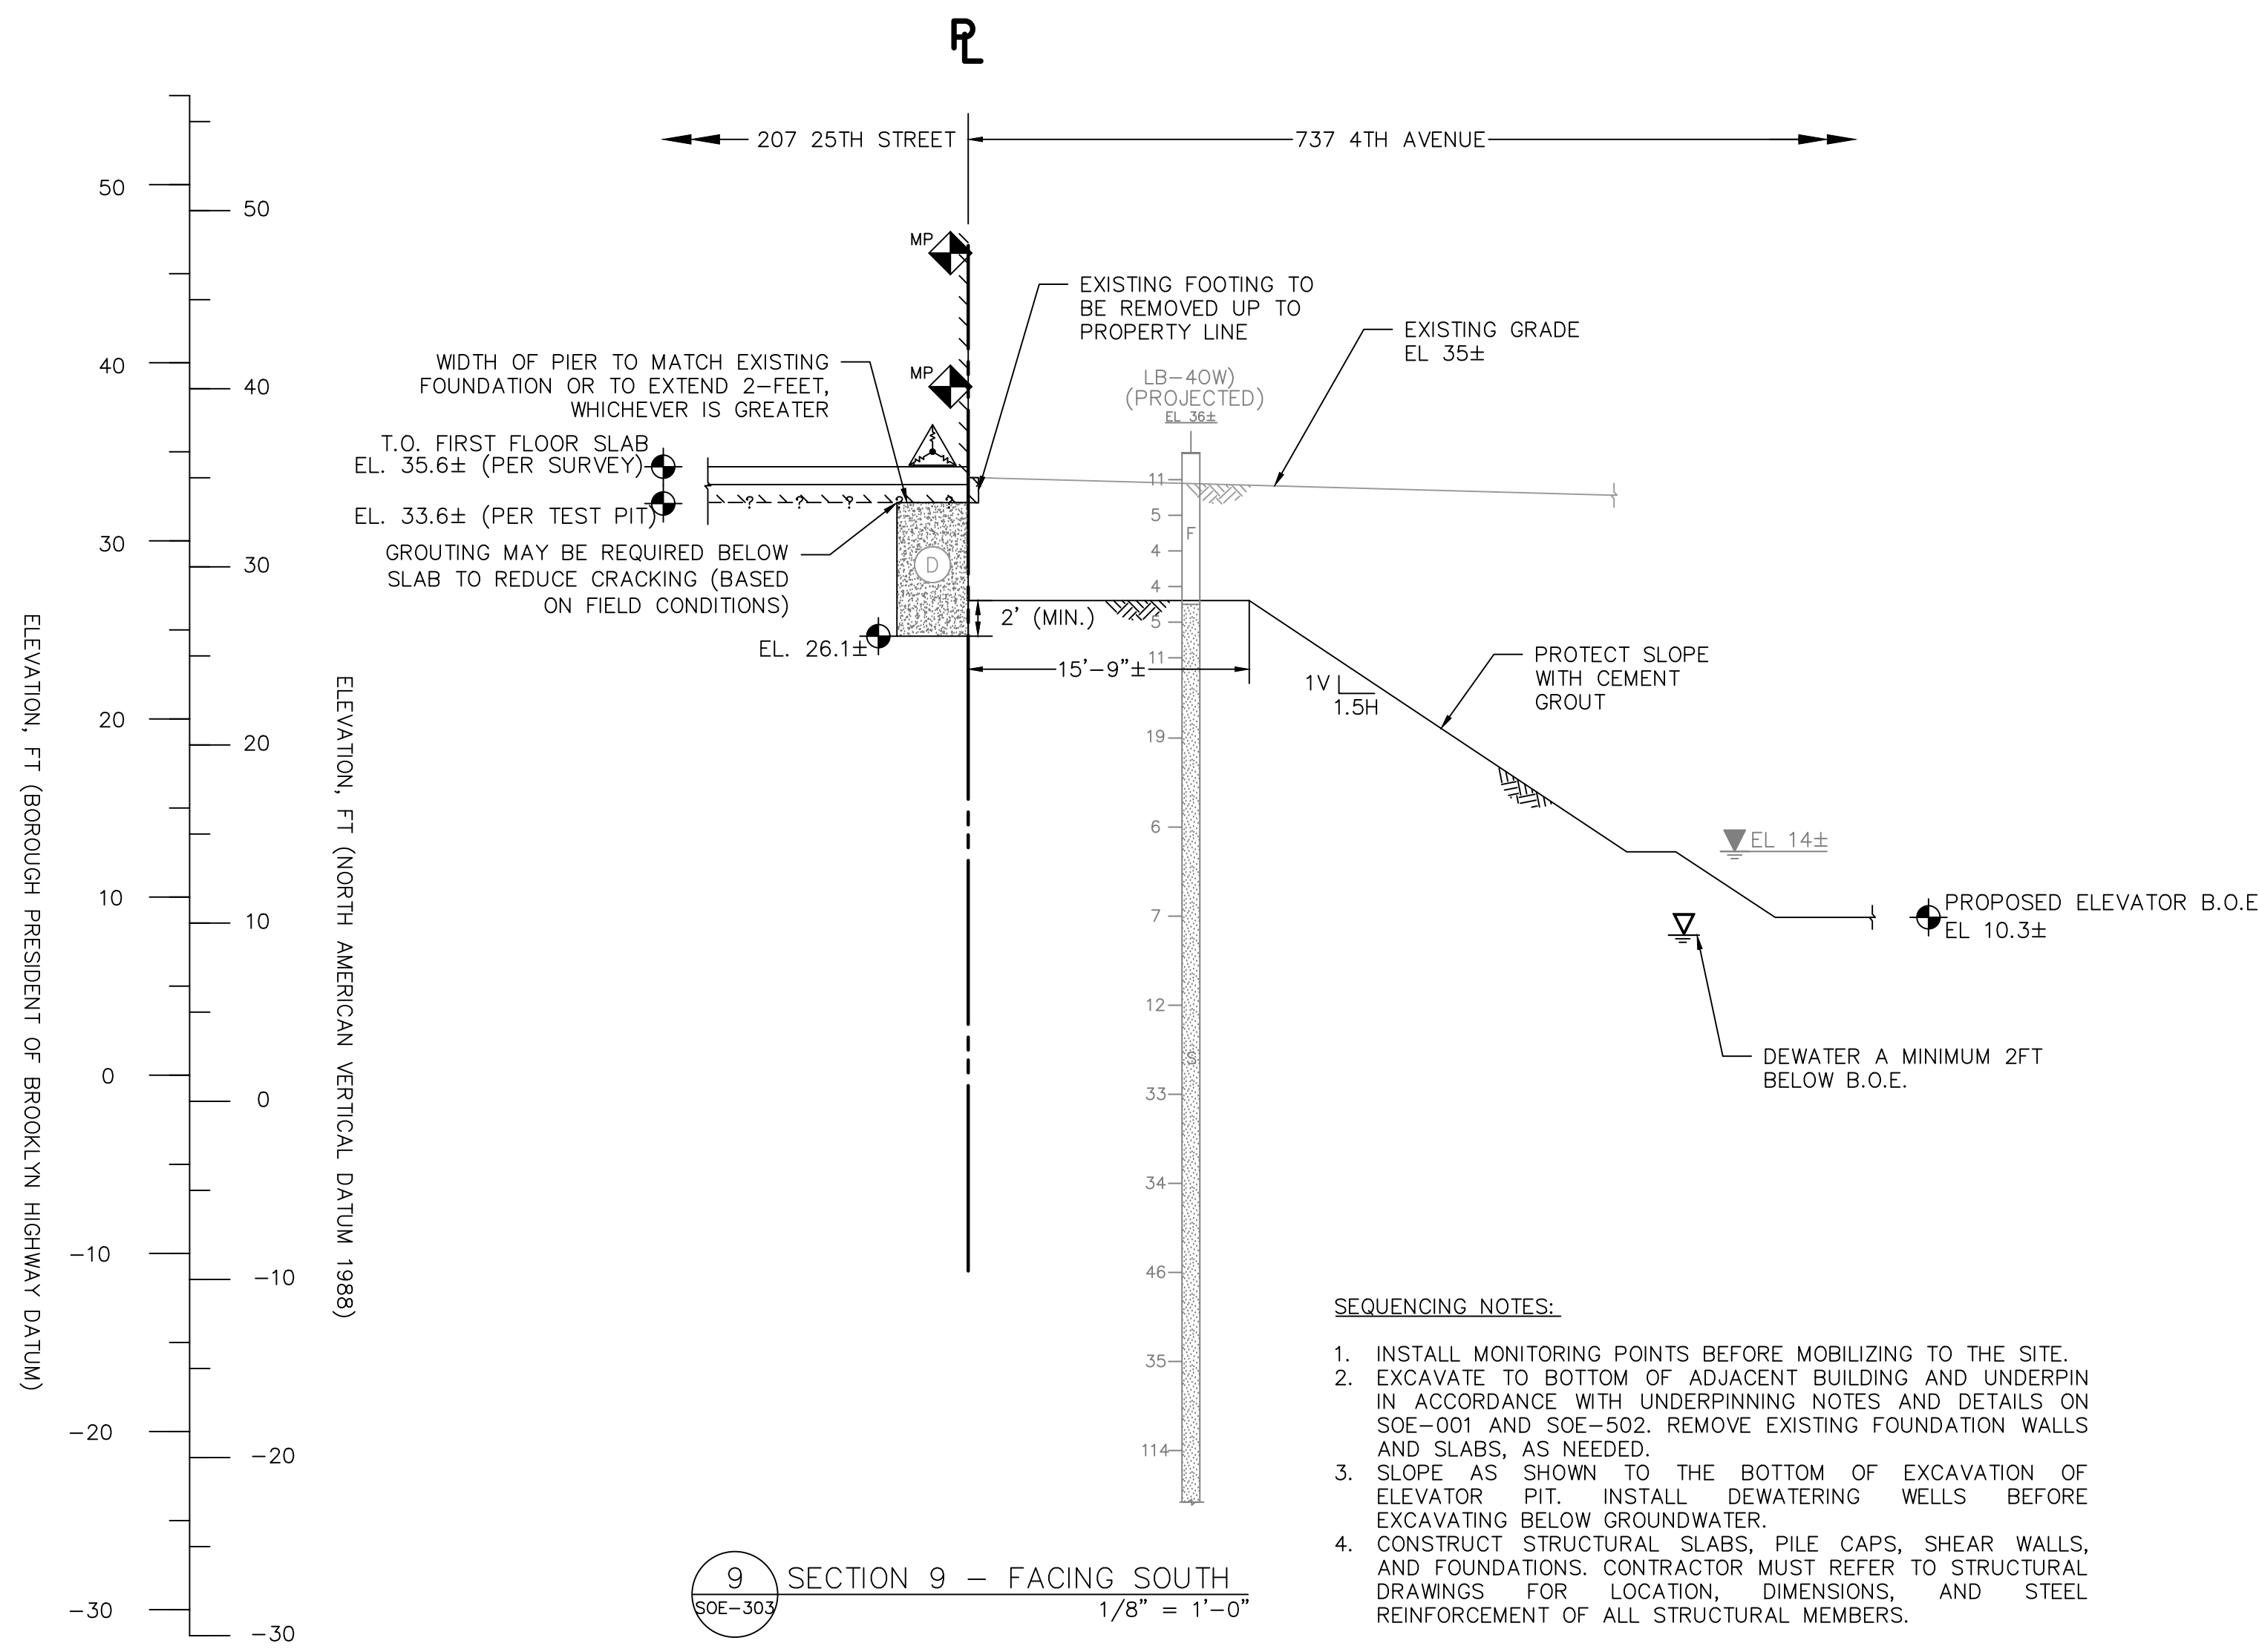 PL
207 25TH STREET
737 4TH AVENUE
50
50
MP
EXISTING FOOTING TO
BE REMOVED UP TO
PROPERTY LINE
EXISTING GRADE
EL 35±
40
40
WIDTH OF PIER TO MATCH EXISTING
FOUNDATION OR TO EXTEND 2-FEET,
WHICHEVER IS GREATER
MP
LB-40W)
(PROJECTED)
EL 36±
T.O. FIRST FLOOR SLAB
EL. 35.6± (PER SURVEY)
EL. 33.6± (PER TEST PIT)
? ? ? ? ?
11
5
F
4
4
5
11
19
6
7
12
S
33
34
46
35
114
30
30
GROUTING MAY BE REQUIRED BELOW
SLAB TO REDUCE CRACKING (BASED
ON FIELD CONDITIONS)
D
2' (MIN.)
EL. 26.1±
15'-9"±
1V
1.5H
PROTECT SLOPE
WITH CEMENT
GROUT
20
20
EL 14±
10
10
PROPOSED ELEVATOR B.O.E
EL 10.3±
DEWATER A MINIMUM 2FT
BELOW B.O.E.
0
0
-10
-10
-20
-20
-30
-30
ELEVATION, FT (BOROUGH PRESIDENT OF BROOKLYN HIGHWAY DATUM)
ELEVATION, FT (NORTH AMERICAN VERTICAL DATUM 1988)
SEQUENCING NOTES:
1. INSTALL MONITORING POINTS BEFORE MOBILIZING TO THE SITE.
2. EXCAVATE TO BOTTOM OF ADJACENT BUILDING AND UNDERPIN
IN ACCORDANCE WITH UNDERPINNING NOTES AND DETAILS ON
SOE-001 AND SOE-502. REMOVE EXISTING FOUNDATION WALLS
AND SLABS, AS NEEDED.
3. SLOPE AS SHOWN TO THE BOTTOM OF EXCAVATION OF
ELEVATOR PIT. INSTALL DEWATERING WELLS BEFORE
EXCAVATING BELOW GROUNDWATER.
4. CONSTRUCT STRUCTURAL SLABS, PILE CAPS, SHEAR WALLS,
AND FOUNDATIONS. CONTRACTOR MUST REFER TO STRUCTURAL
DRAWINGS FOR LOCATION, DIMENSIONS, AND STEEL
REINFORCEMENT OF ALL STRUCTURAL MEMBERS.
9
SOE-303
SECTION 9 - FACING SOUTH
1/8" = 1'-0"